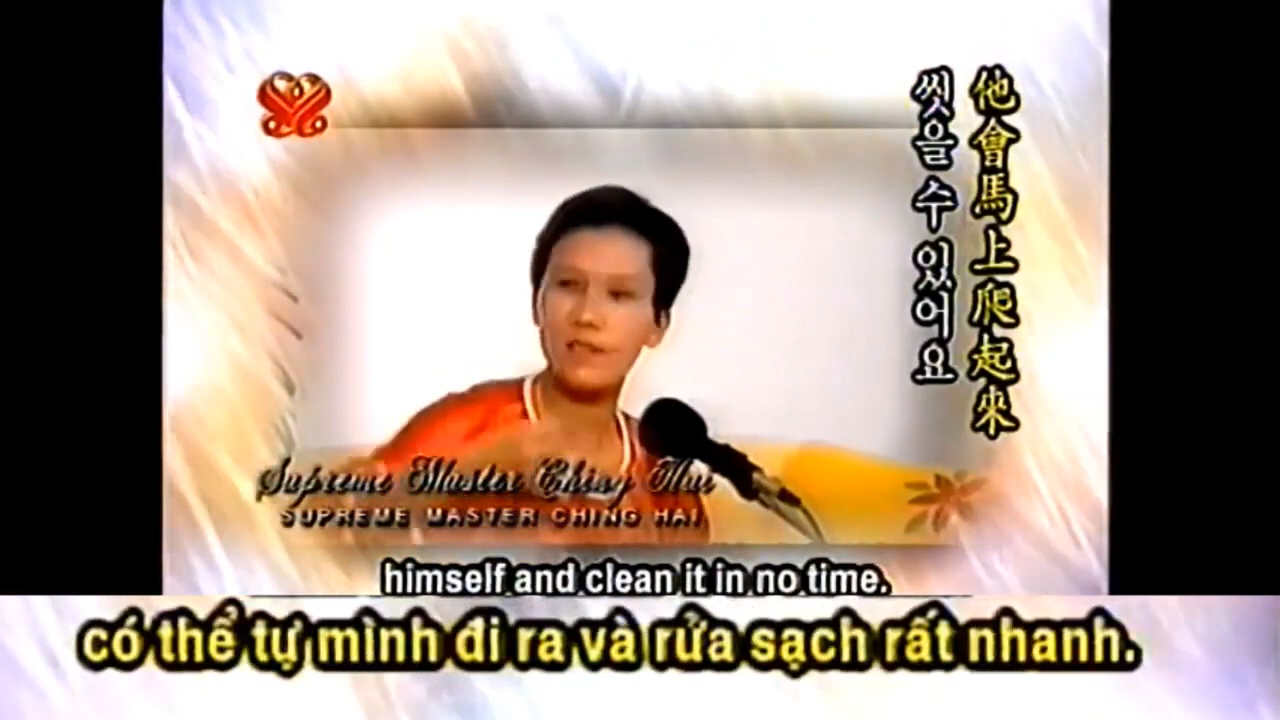 他會馬上爬起來
씻을 수 있어요
Supreme Master Ching Hai
SUPREME MASTER CHING HAI
himself and clean it in no time.
có thể tự mình đi ra và rửa sạch rất nhanh.